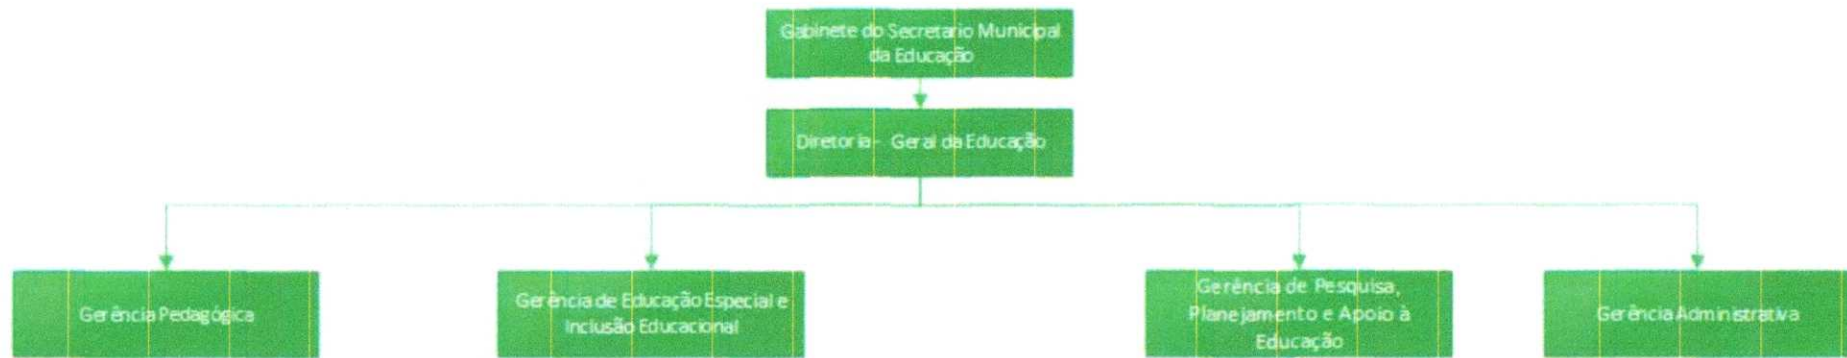 Gabinete do Secretario Municipal
da Educação
Diretoria - Geral da Educação
Gerência Pedagógica
Gerência de Educação Especial e
Inclusão Educacional
Gerência de Pesquisa,
Planejamento e Apoio à
Educação
Gerência Administrativa